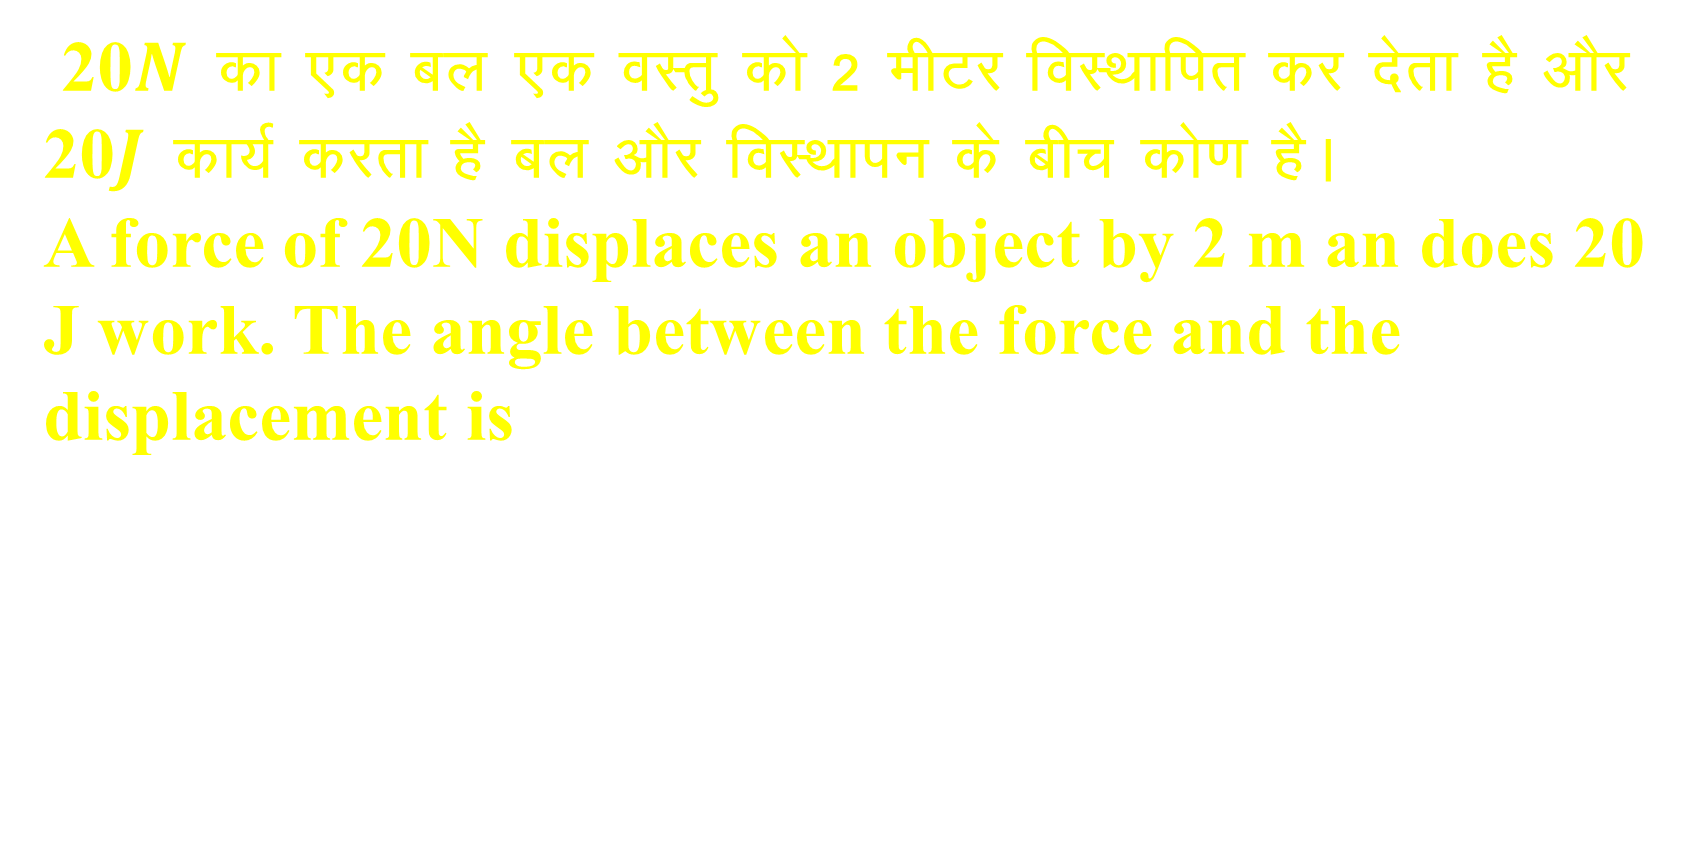 20N का एक बल एक वस्तु को 2 मीटर विस्थापित कर देता है और
20J कार्य करता है बल और विस्थापन के बीच कोण है।
A force of 20N displaces an object by 2 m an does 20
J work. The angle between the force and the
displacement is